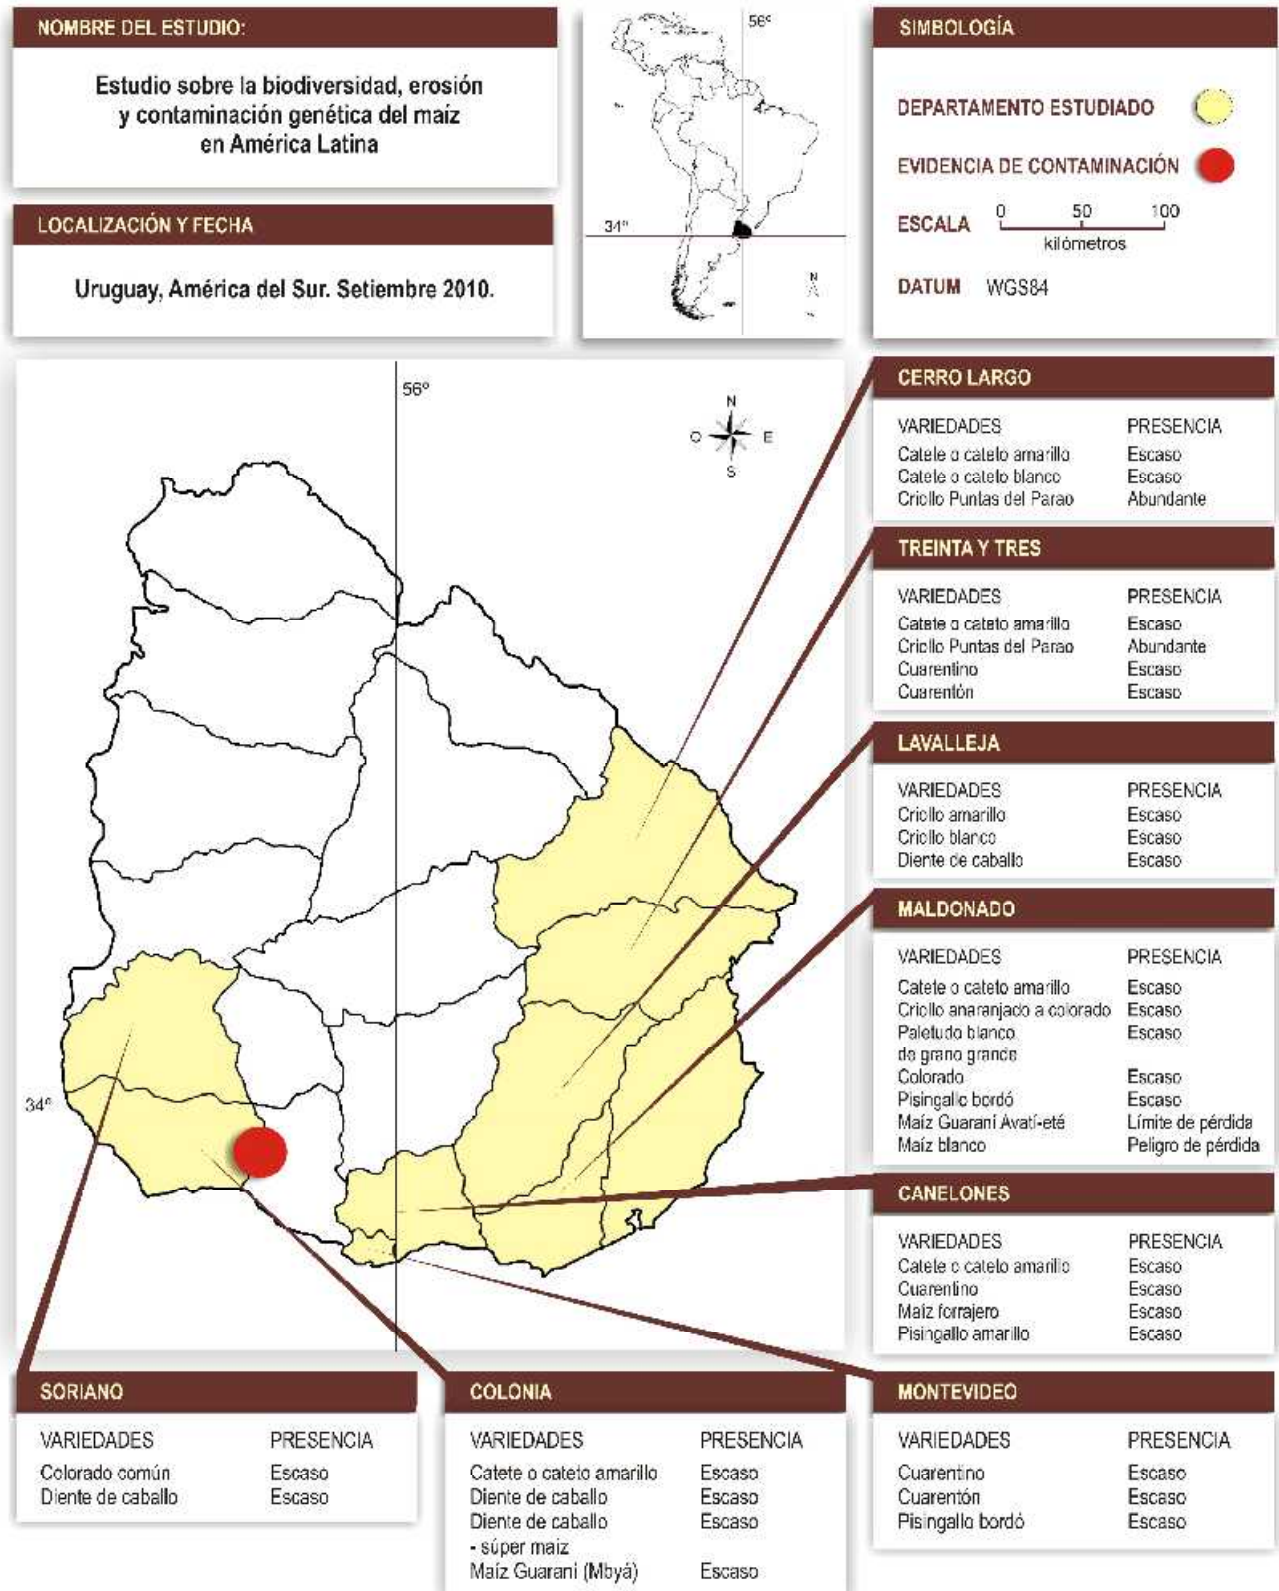 NOMBRE DEL ESTUDIO:
Estudio sobre la biodiversidad, erosión
y contaminación genética del maíz
en América Latina
LOCALIZACIÓN Y FECHA
Uruguay, América del Sur. Setiembre 2010.
56º
34º
N
SIMBOLOGÍA
DEPARTAMENTO ESTUDIADO
EVIDENCIA DE CONTAMINACIÓN
ESCALA 0 50 100
kilómetros
DATUM WGS84
56º
N
O E
S
34º
CERRO LARGO
VARIEDADES PRESENCIA
Catete o cateto amarillo Escaso
Catete o cateto blanco Escaso
Criollo Puntas del Parao Abundante
TREINTA Y TRES
VARIEDADES PRESENCIA
Catete o cateto amarillo Escaso
Criollo Puntas del Parao Abundante
Cuarentino Escaso
Cuarentón Escaso
LAVALLEJA
VARIEDADES PRESENCIA
Criollo amarillo Escaso
Criollo blanco Escaso
Diente de caballo Escaso
MALDONADO
VARIEDADES PRESENCIA
Catete o cateto amarillo Escaso
Criollo anaranjado a colorado Escaso
Paletudo blanco Escaso
de grano grande
Colorado Escaso
Pisingallo bordó Escaso
Maíz Guaraní Avatí-eté Límite de pérdida
Maíz blanco Peligro de pérdida
CANELONES
VARIEDADES PRESENCIA
Catete o cateto amarillo Escaso
Cuarentino Escaso
Maíz forrajero Escaso
Pisingallo amarillo Escaso
SORIANO
VARIEDADES PRESENCIA
Colorado común Escaso
Diente de caballo Escaso
COLONIA
VARIEDADES PRESENCIA
Catete o cateto amarillo Escaso
Diente de caballo Escaso
Diente de caballo Escaso
- súper maíz
Maíz Guaraní (Mbyá) Escaso
MONTEVIDEO
VARIEDADES PRESENCIA
Cuarentino Escaso
Cuarentón Escaso
Pisingallo bordó Escaso